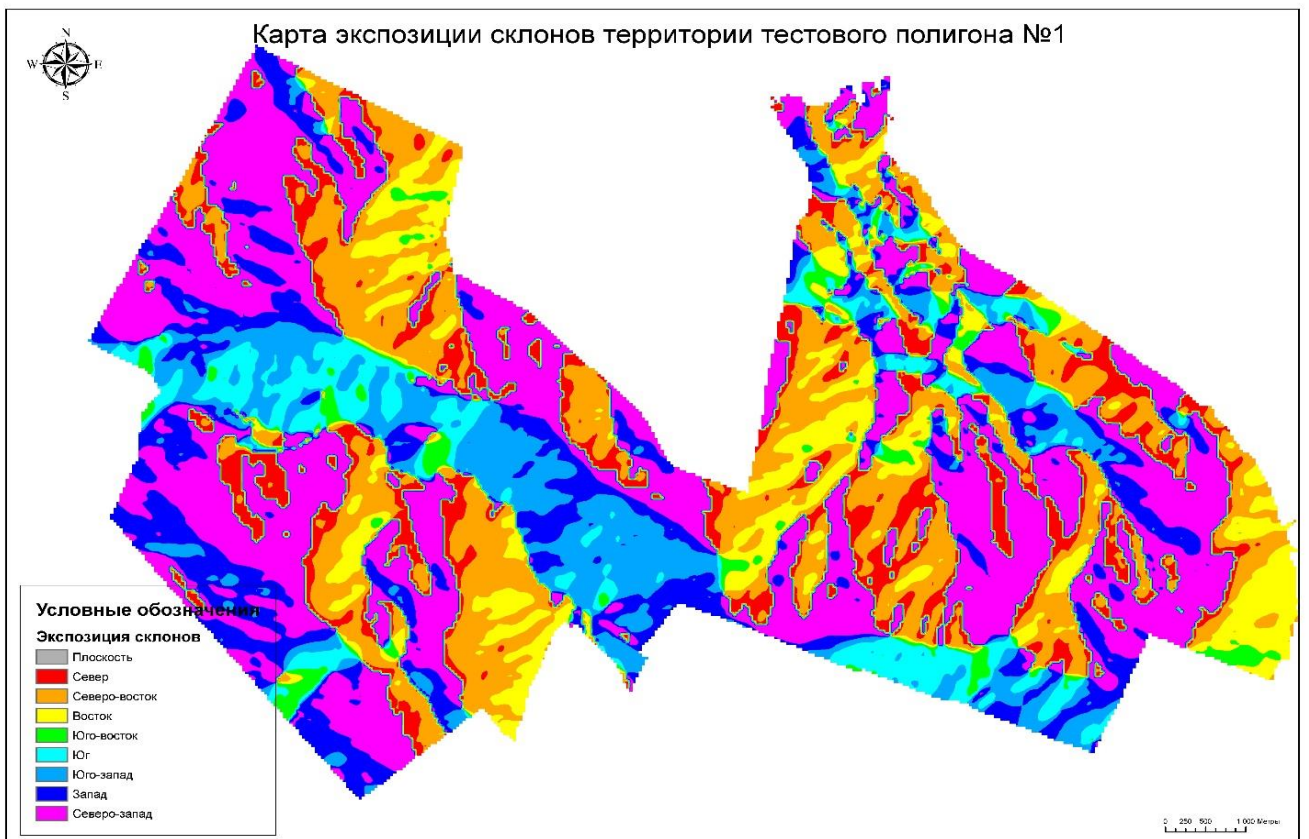 Карта экспозиции склонов территории тестового полигона №1
N
W E
S
Условные обозначения
Экспозиция склонов
Плоскость
Север
Северо-восток
Восток
Юго-восток
Юг
Юго-запад
Запад
Северо-запад
0 250 500 1 000 Метры